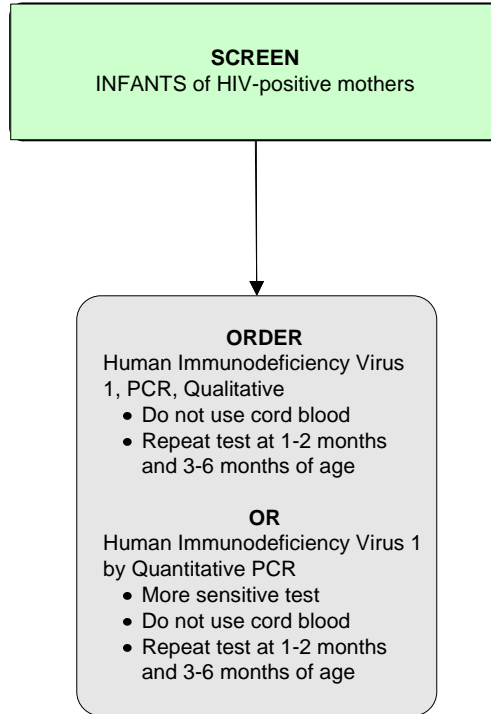 SCREEN
INFANTS of HIV-positive mothers
ORDER
Human Immunodeficiency Virus
1, PCR, Qualitative
• Do not use cord blood
• Repeat test at 1-2 months
and 3-6 months of age
OR
Human Immunodeficiency Virus 1
by Quantitative PCR
• More sensitive test
• Do not use cord blood
• Repeat test at 1-2 months
and 3-6 months of age